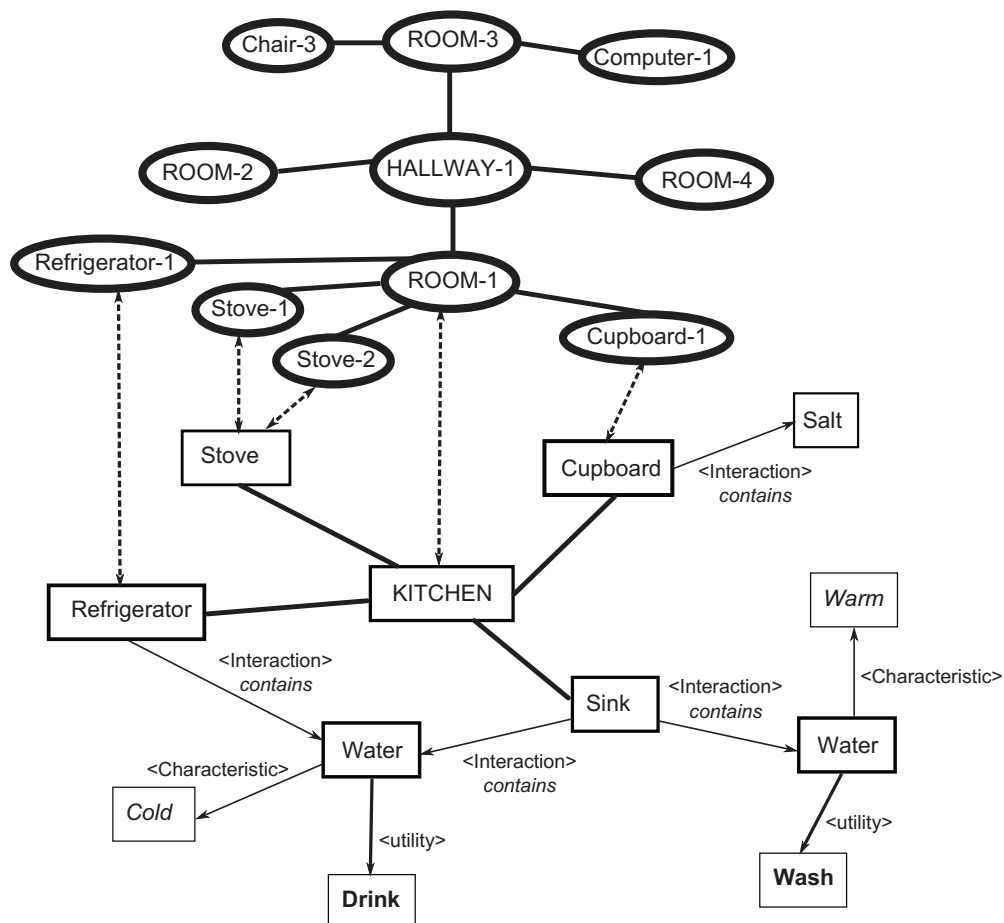 Chair-3
ROOM-3
Computer-1
ROOM-2
HALLWAY-1
ROOM-4
Refrigerator-1
ROOM-1
Stove-1
Stove-2
Cupboard-1
Salt
Stove
Cupboard
<Interaction>
contains
KITCHEN
Refrigerator
Warm
<Interaction>
contains
Sink
<Interaction>
contains
<Characteristic>
Water
<Interaction>
contains
Water
<Characteristic>
Cold
<utility>
<utility>
Drink
Wash